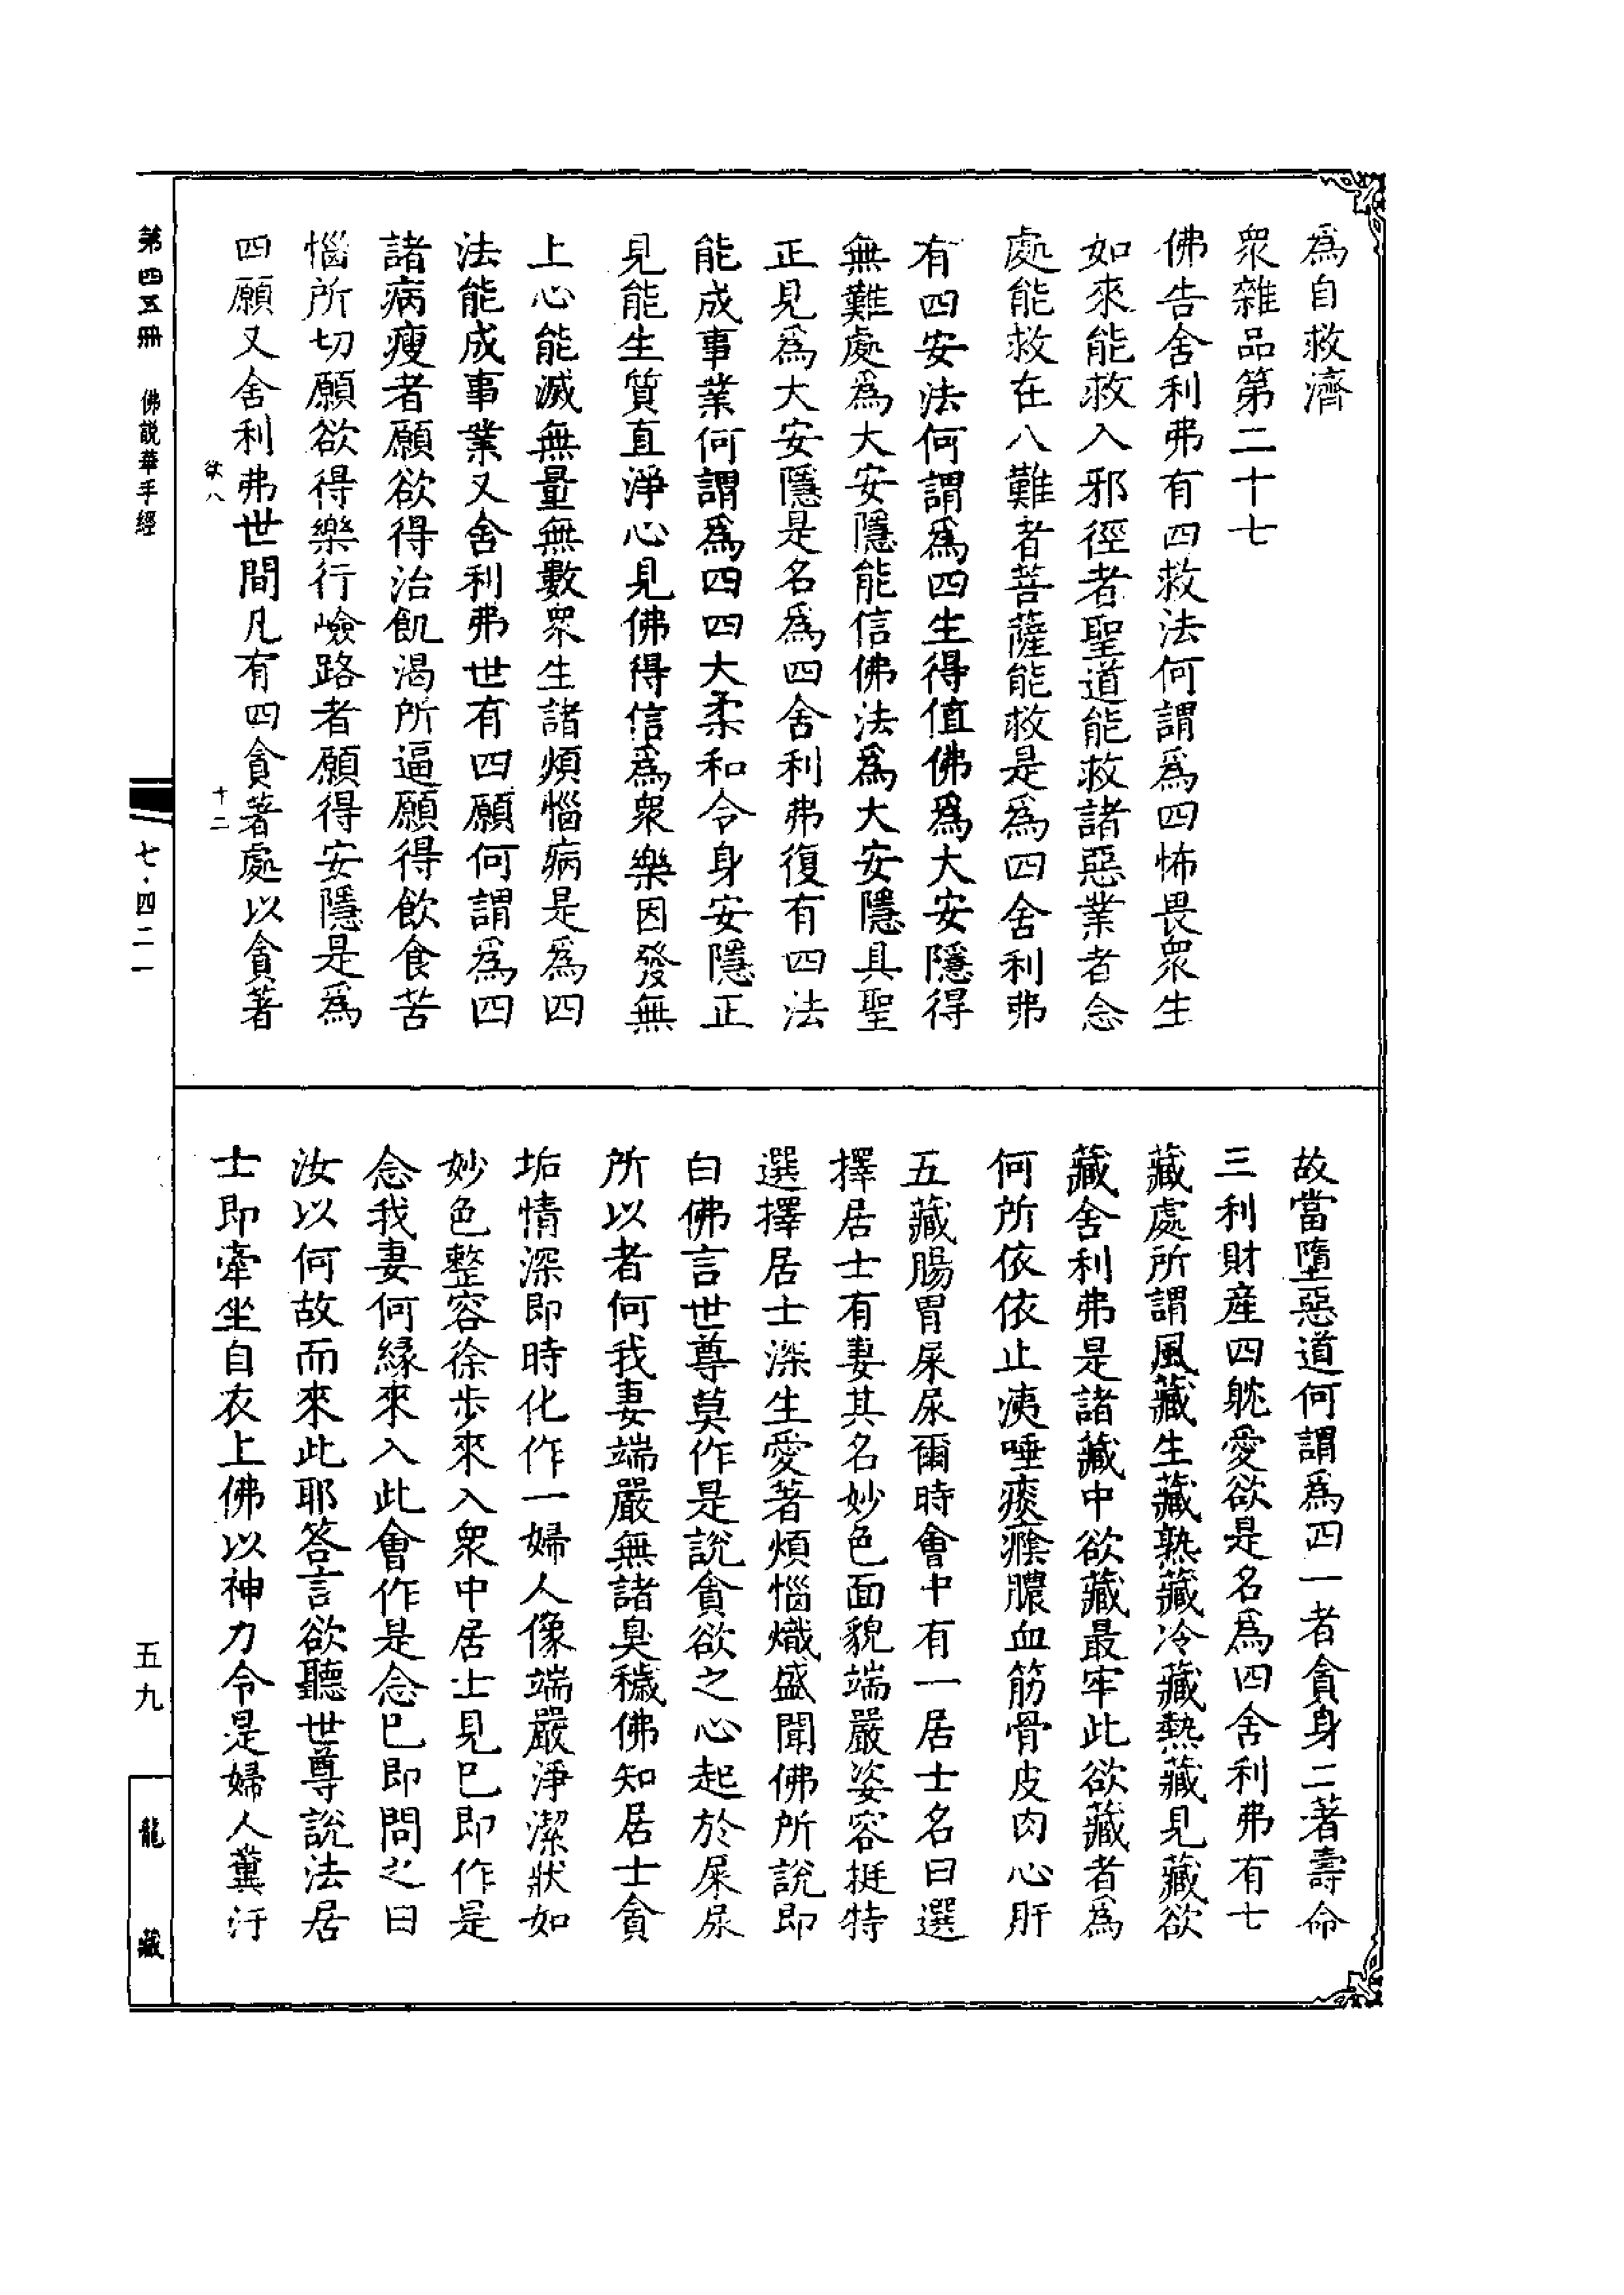 為自救濟
衆雜品第二十七
佛告舍利弗有四救法何謂為四怖畏衆生
如來能救入邪徑者聖道能救諸惡業者念
處能救在八難者菩薩能救是為四舍利弗
有四安法何謂為四生得值佛為大安隱得
無難處為大安隱能信佛法為大安隱具聖
正見為大安隱是名為四舍利弗復有四法
能成事業何謂為四四大柔和令身安隱正
見能生質直淨心見佛得信為衆樂因發無
上心能滅無量無數衆生諸煩惱病是為四
法能成事業又舍利弗世有四願何謂為四
諸病瘦者願欲得治飢渴所逼願得飲食苦
惱所切願欲得樂行嶮路者願得安隱是為
四願又舍利弗世間凡有四貪著處以貪著
欲八
十二
故當墮惡道何謂為四一者貪身二著壽命
三利財産四躭愛欲是名為四舍利弗有七
藏處所謂風藏生藏熟藏冷藏熱藏見藏欲
藏舍利弗是諸藏中欲藏最牢此欲藏者為
何所依依止洟唾痰癊膿血筋骨皮肉心肝
五藏腸胃屎尿爾時會中有一居士名曰選
擇居士有妻其名妙色面貌端嚴姿容挺特
選擇居士深生愛著煩惱熾盛聞佛所說即
白佛言世尊莫作是說貪欲之心起於屎尿
所以者何我妻端嚴無諸臭穢佛知居士貪
垢情深即時化作一婦人像端嚴淨潔狀如
妙色整容徐步來入衆中居士見已即作是
念我妻何緣來入此會作是念已即問之曰
汝以何故而來此耶答言欲聽世尊說法居
士即牽坐自衣上佛以神力令是婦人糞汙
第四五冊 佛說華手經
七·四二一
五九
龍藏